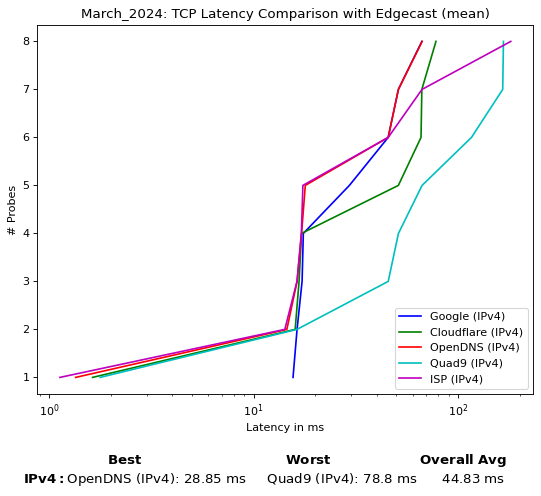 March_2024: TCP Latency Comparison with Edgecast (mean)
8
7
6
5
4
3
2
1
# Probes
Google (IPv4)
Cloudflare (IPv4)
OpenDNS (IPv4)
Quad9 (IPv4)
ISP (IPv4)
10^0 10^1 10^2
Latency in ms
Best Worst Overall Avg
IPv4: OpenDNS (IPv4): 28.85 ms Quad9 (IPv4): 78.8 ms 44.83 ms